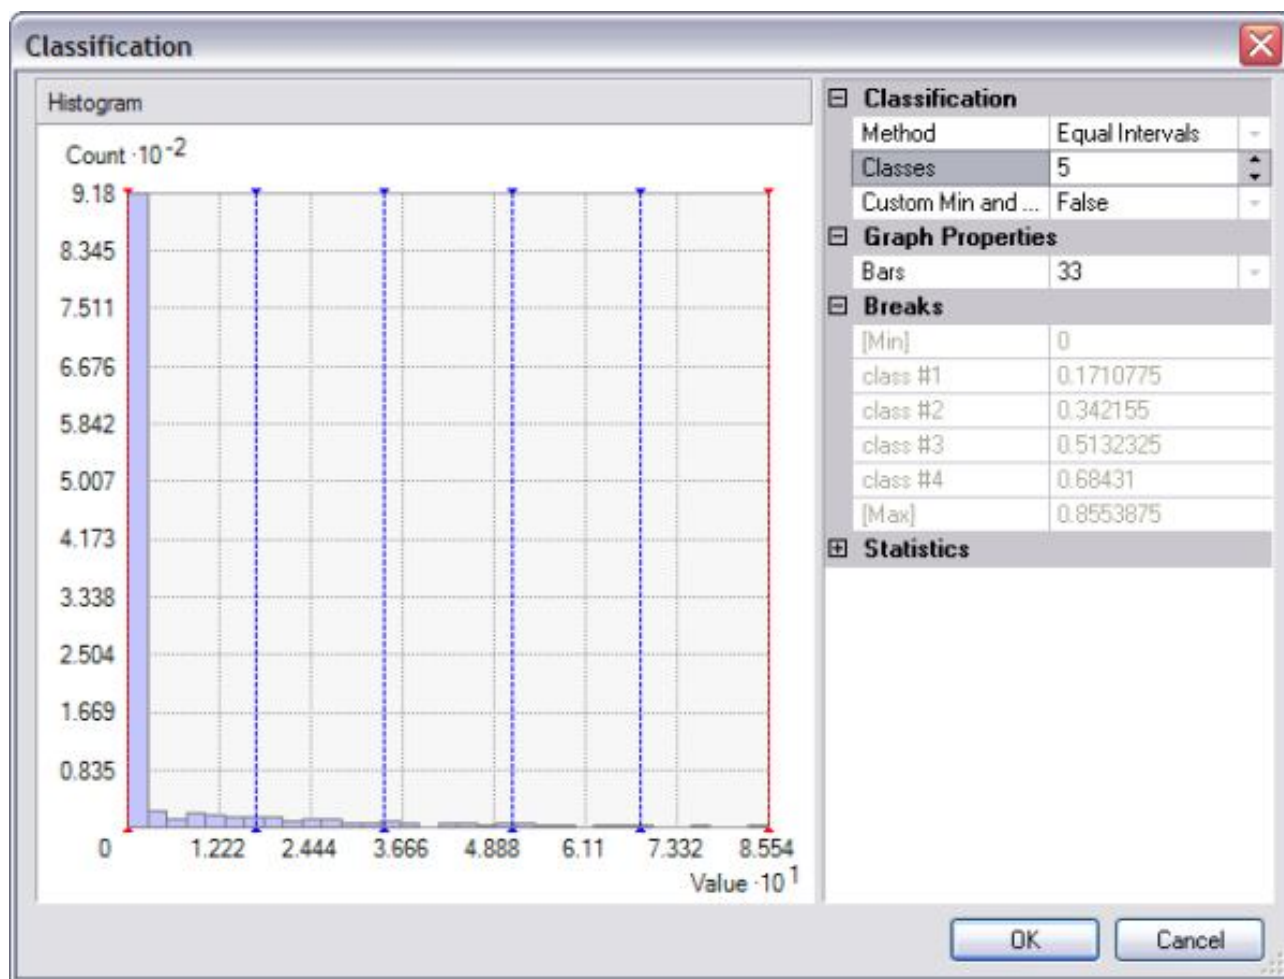 Classification
Histogram
Count ·10-2
9.18
8.345
7.511
6.676
5.842
5.007
4.173
3.338
2.504
1.669
0.835
0 1.222 2.444 3.666 4.888 6.11 7.332 8.554
Value ·10 1
Classification
Method Equal Intervals
Classes 5
Custom Min and ... False
Graph Properties
Bars 33
Breaks
[Min] 0
class #1 0.1710775
class #2 0.342155
class #3 0.5132325
class #4 0.68431
[Max] 0.8553875
Statistics
OK Cancel